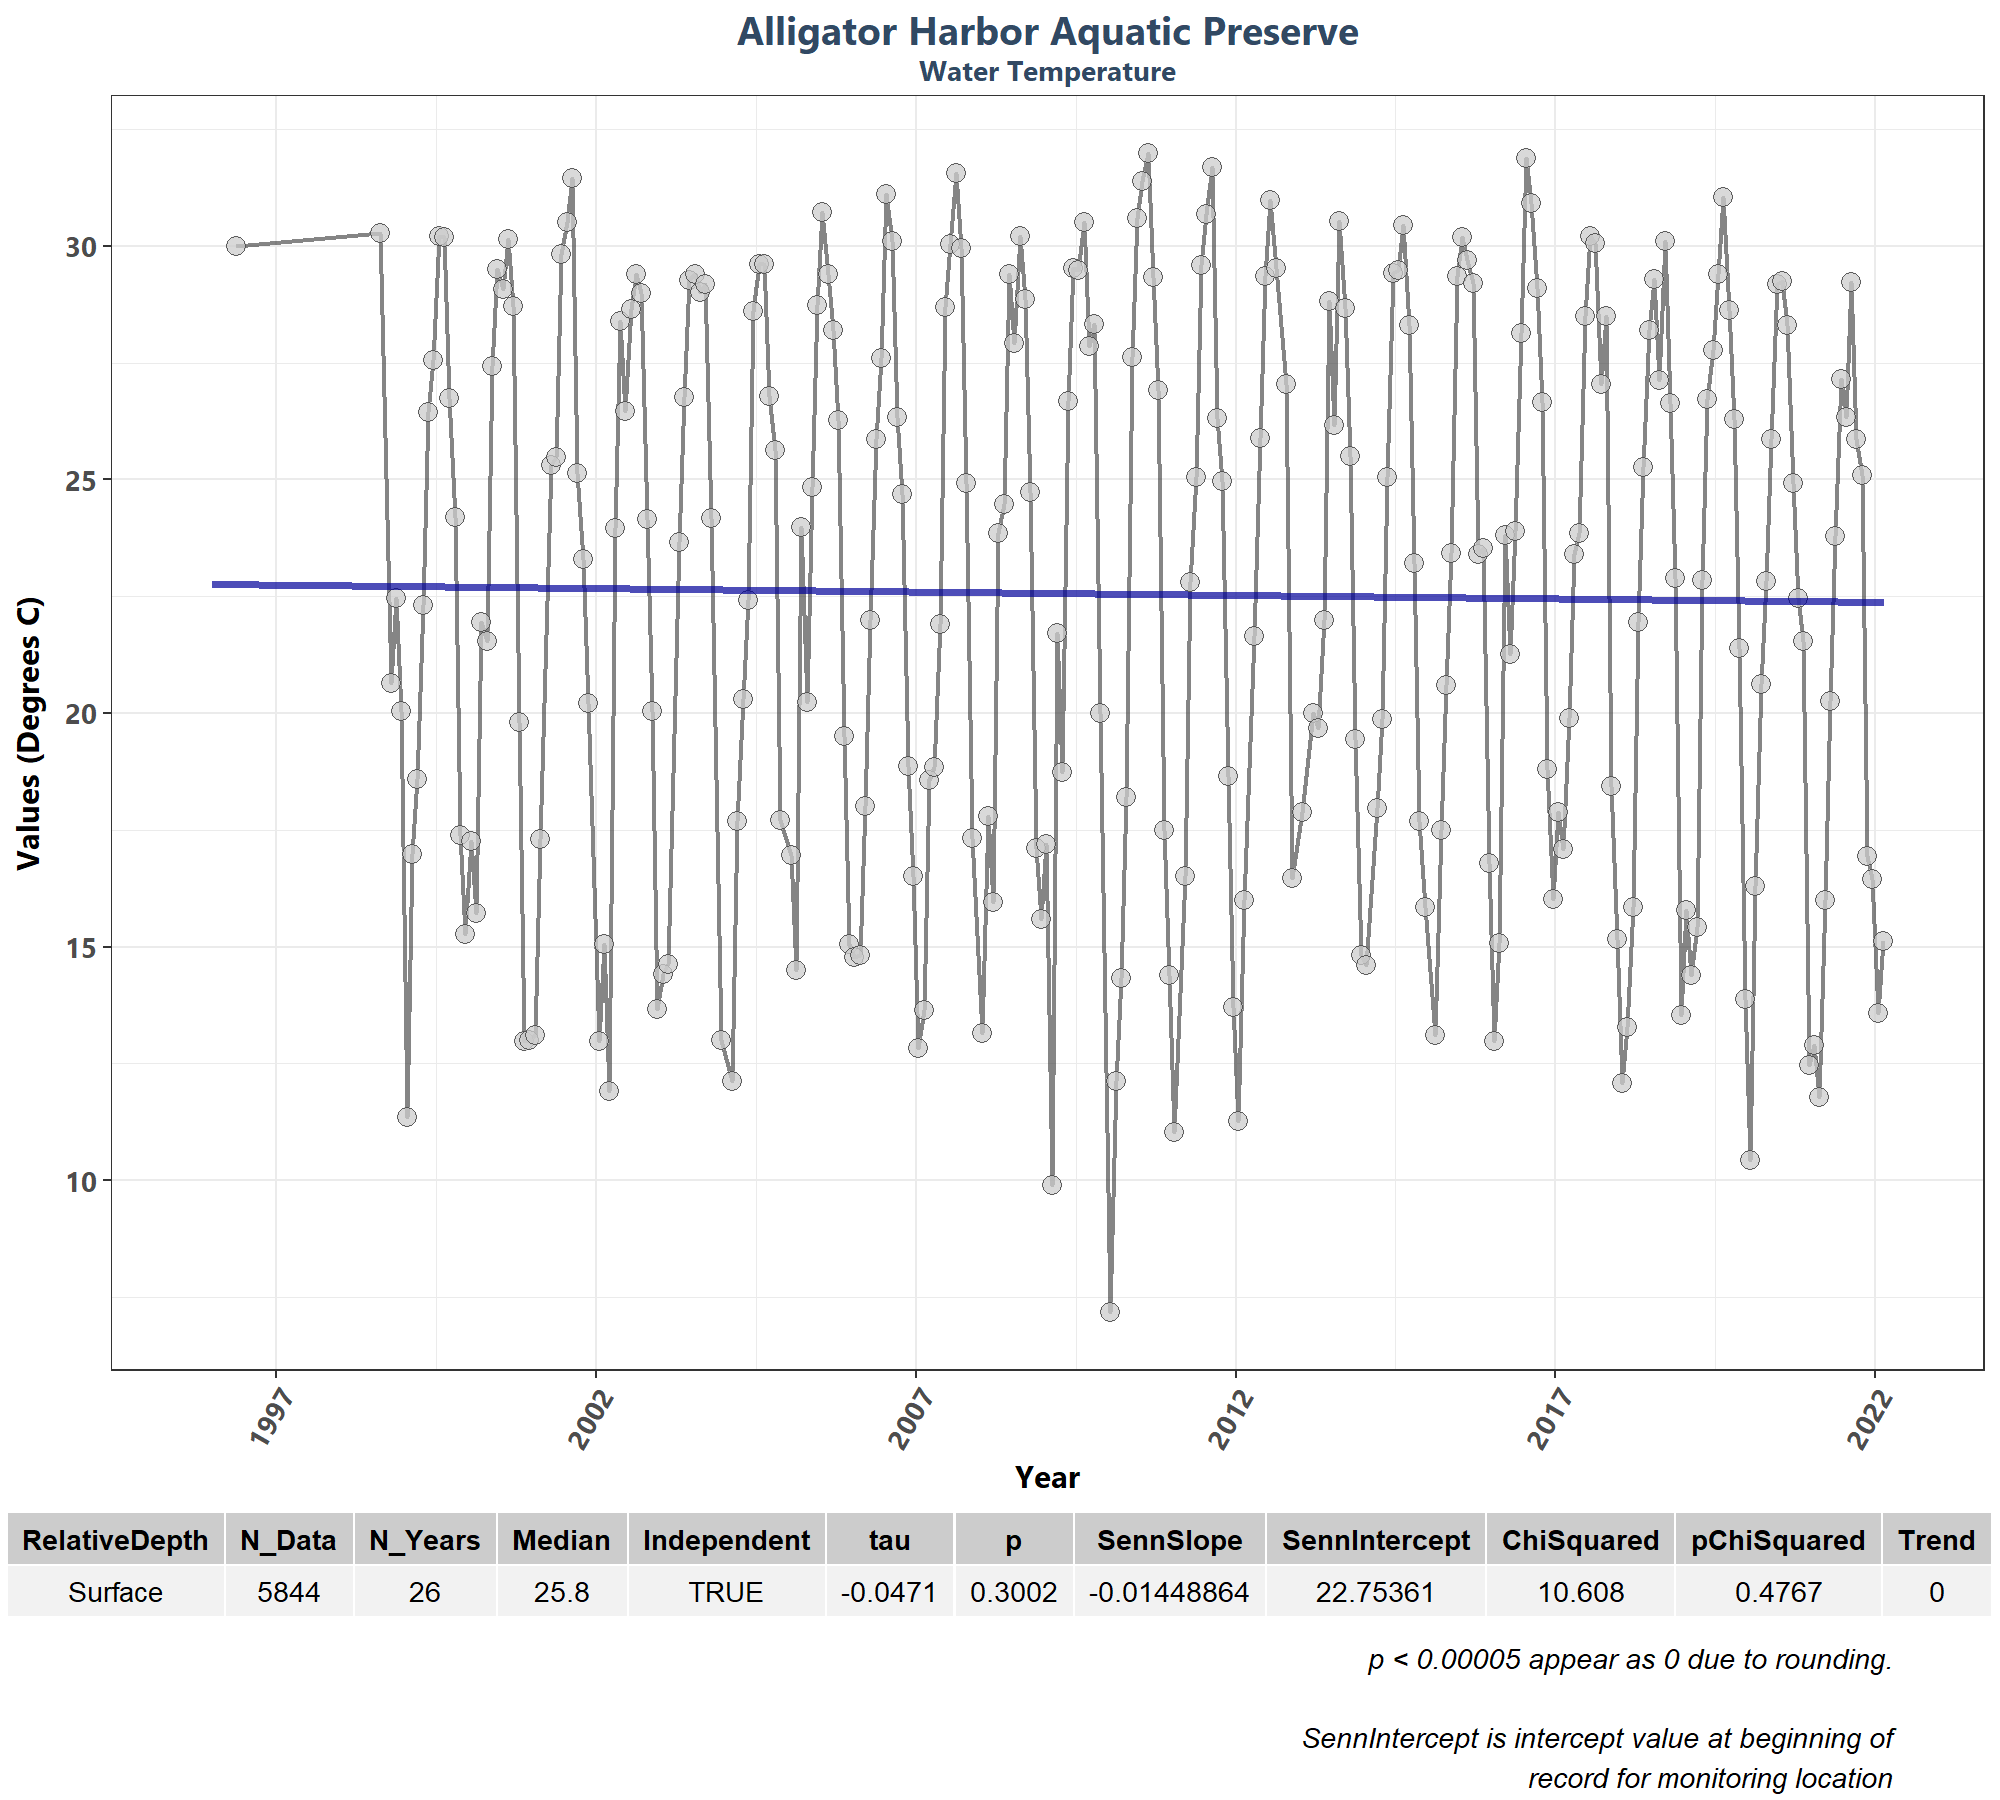 Alligator Harbor Aquatic Preserve
Water Temperature
Values (Degrees C)
30
25
20
15
10
1997 2002 2007 2012 2017 2022
Year
RelativeDepth N_Data N_Years Median Independent tau p SennSlope SennIntercept ChiSquared pChiSquared Trend
Surface 5844 26 25.8 TRUE -0.0471 0.3002 -0.01448864 22.75361 10.608 0.4767 0
p < 0.00005 appear as 0 due to rounding.
SennIntercept is intercept value at beginning of
record for monitoring location